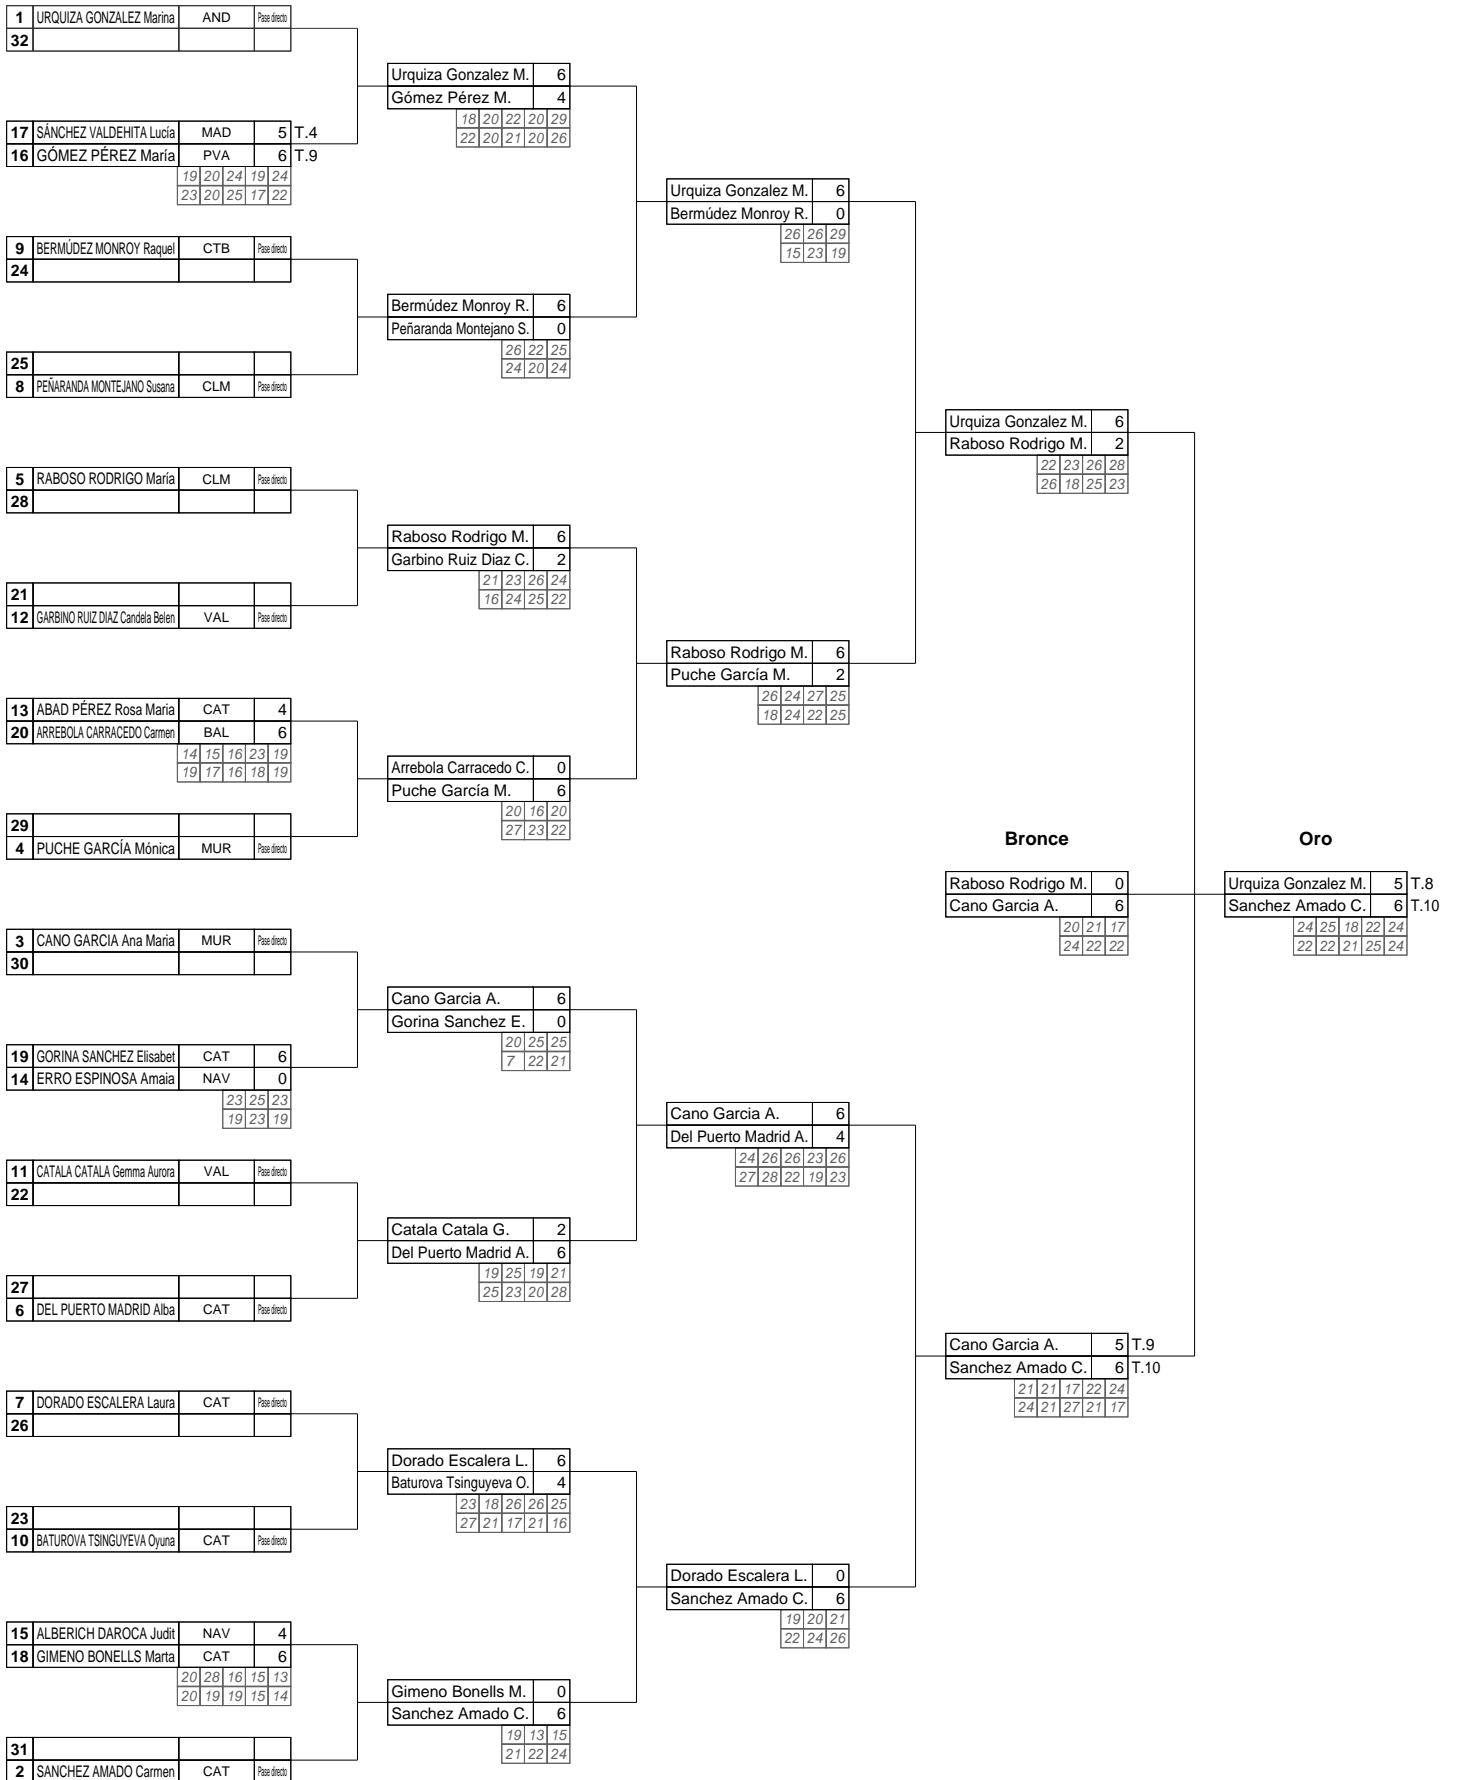 1 URQUIZA GONZALEZ Marina AND Pase directo
32
Urquiza Gonzalez M. 6
Gómez Pérez M. 4
18 20 22 20 29
22 20 21 20 26
17 SÁNCHEZ VALDEHITA Lucía MAD 5 T.4
16 GÓMEZ PÉREZ María PVA 6 T.9
19 20 24 19 24
23 20 25 17 22
Urquiza Gonzalez M. 6
Bermúdez Monroy R. 0
26 26 29
15 23 19
9 BERMÚDEZ MONROY Raquel CTB Pase directo
24
Bermúdez Monroy R. 6
Peñaranda Montejano S. 0
26 22 25
24 20 24
25
8 PEÑARANDA MONTEJANO Susana CLM Pase directo
Urquiza Gonzalez M. 6
Raboso Rodrigo M. 2
22 23 26 28
26 18 25 23
5 RABOSO RODRIGO María CLM Pase directo
28
Raboso Rodrigo M. 6
Garbino Ruiz Diaz C. 2
21 23 26 24
16 24 25 22
21
12 GARBINO RUIZ DIAZ Candela Belen VAL Pase directo
Raboso Rodrigo M. 6
Puche García M. 2
26 24 27 25
18 24 22 25
13 ABAD PÉREZ Rosa Maria CAT 4
20 ARREBOLA CARRACEDO Carmen BAL 6
14 15 16 23 19
19 17 16 18 19
Arrebola Carracedo C. 0
Puche García M. 6
20 16 20
27 23 22
29
4 PUCHE GARCÍA Mónica MUR Pase directo
Bronce Oro
Raboso Rodrigo M. 0
Cano Garcia A. 6
20 21 17
24 22 22
Urquiza Gonzalez M. 5 T.8
Sanchez Amado C. 6 T.10
24 25 18 22 24
22 22 21 25 24
3 CANO GARCIA Ana Maria MUR Pase directo
30
Cano Garcia A. 6
Gorina Sanchez E. 0
20 25 25
7 22 21
19 GORINA SANCHEZ Elisabet CAT 6
14 ERRO ESPINOSA Amaia NAV 0
23 25 23
19 23 19
Cano Garcia A. 6
Del Puerto Madrid A. 4
24 26 26 23 26
27 28 22 19 23
11 CATALA CATALA Gemma Aurora VAL Pase directo
22
Catala Catala G. 2
Del Puerto Madrid A. 6
19 25 19 21
25 23 20 28
27
6 DEL PUERTO MADRID Alba CAT Pase directo
Cano Garcia A. 5 T.9
Sanchez Amado C. 6 T.10
21 21 17 22 24
24 21 27 21 17
7 DORADO ESCALERA Laura CAT Pase directo
26
Dorado Escalera L. 6
Baturova Tsinguyeva O. 4
23 18 26 26 25
27 21 17 21 16
23
10 BATUROVA TSINGUYEVA Oyuna CAT Pase directo
Dorado Escalera L. 0
Sanchez Amado C. 6
19 20 21
22 24 26
15 ALBERICH DAROCA Judit NAV 4
18 GIMENO BONELLS Marta CAT 6
20 28 16 15 13
20 19 19 15 14
Gimeno Bonells M. 0
Sanchez Amado C. 6
19 13 15
21 22 24
31
2 SANCHEZ AMADO Carmen CAT Pase directo